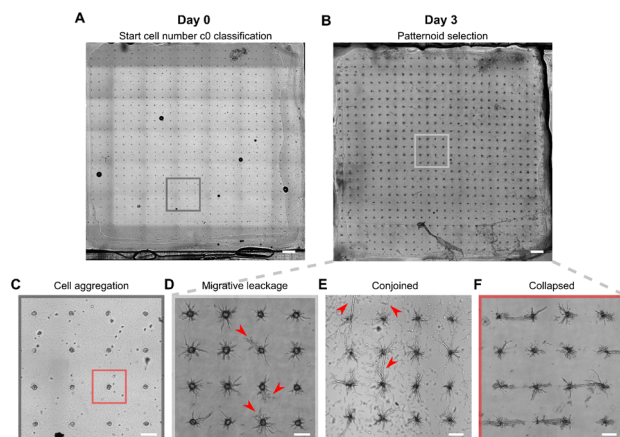 A
Day 0
Start cell number c0 classification
B
Day 3
Patternoid selection
C
Cell aggregation
D
Migrative leackage
E
Conjoined
F
Collapsed